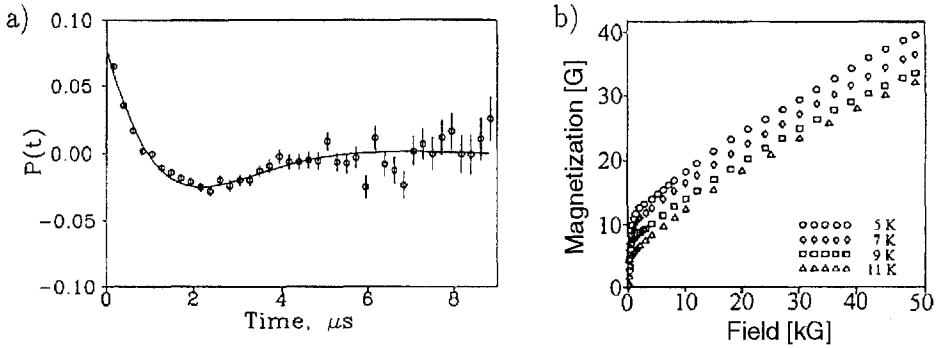 a)
0.10
0.05
0.00
-0.05
-0.10
P(t)
0 2 4 6 8
Time, μs
b)
40
30
20
10
0
Magnetization [G]
5 K
7 K
9 K
11 K
0 10 20 30 40 50
Field [kG]